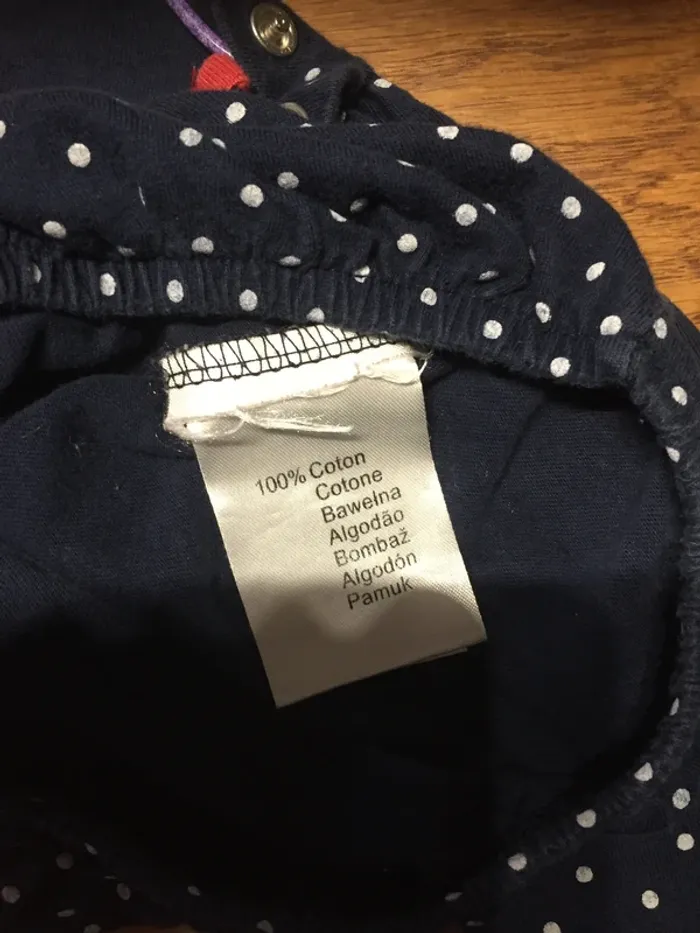 100% Coton
Cotone
Bawełna
Algodão
Bombaž
Algodón
Pamuk